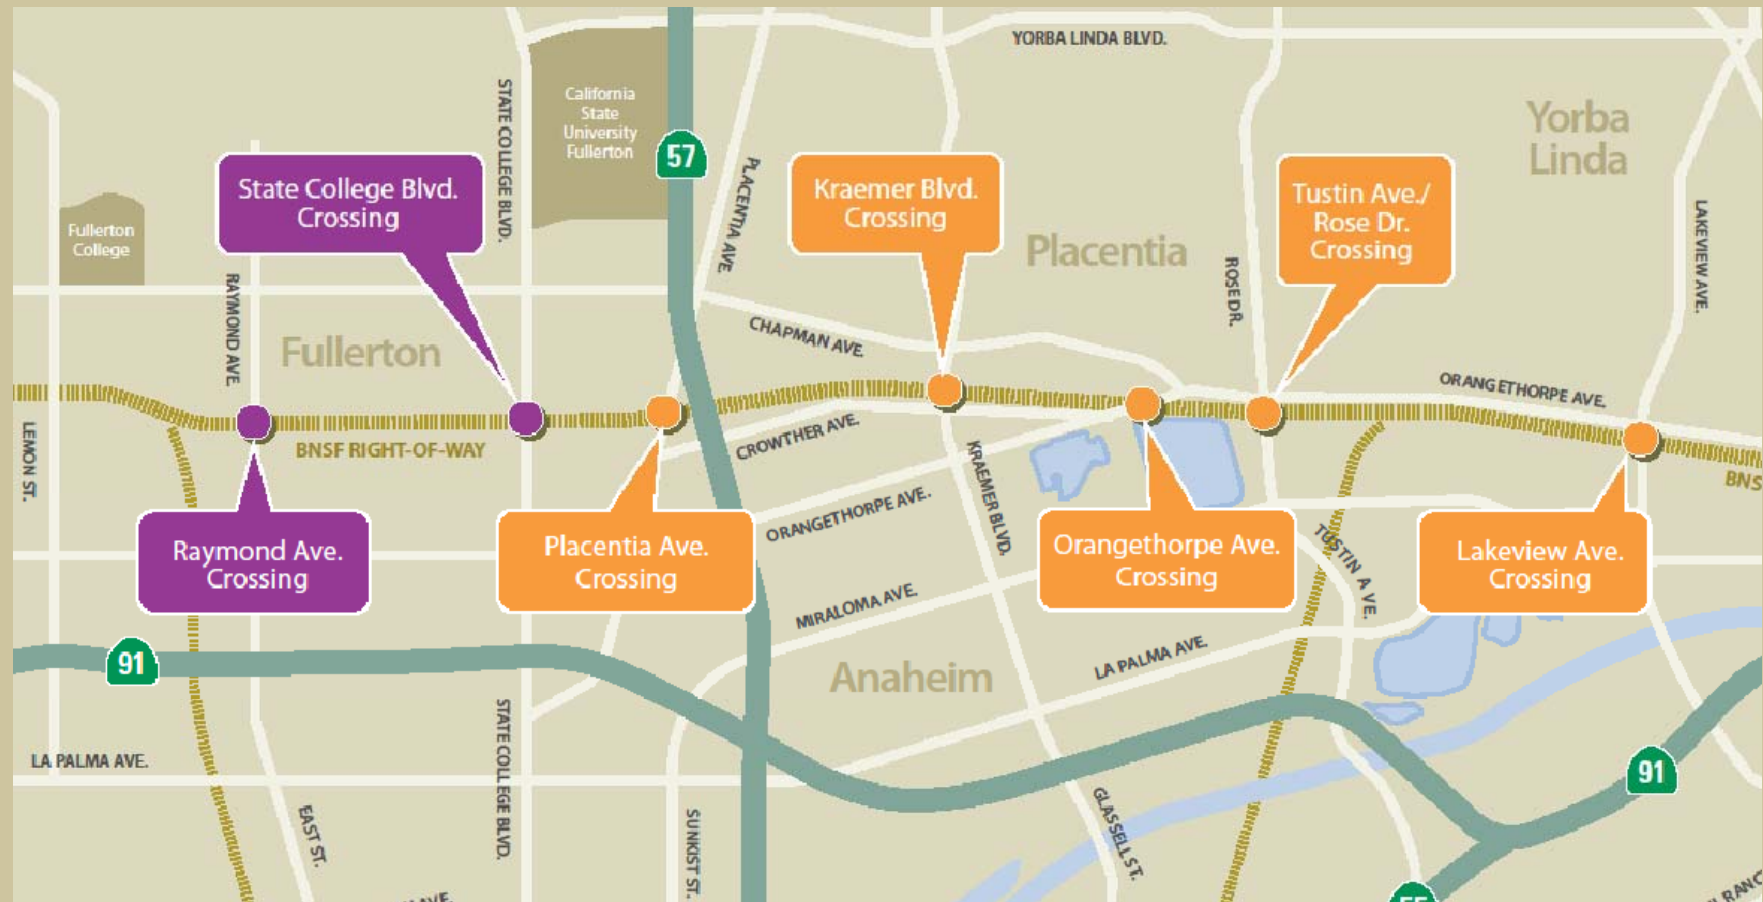 YORBA LINDA BLVD.
California
State
University
Fullerton
STATE COLLEGE BLVD.
57
Yorba
Linda
PLACENTIA AVE.
State College Blvd.
Crossing
Kraemer Blvd.
Crossing
Tustin Ave./
Rose Dr.
Crossing
Fullerton
College
Placentia
LAKEVIEW AVE.
RAYMOND AVE.
ROSE DR.
Fullerton
CHAPMAN AVE.
ORANGETHORPE AVE.
LEMON ST.
BNSF RIGHT-OF-WAY
CROWTHER AVE.
KRAEMER BLVD.
BNS
ORANGETHORPE AVE.
Raymond Ave.
Crossing
Placentia Ave.
Crossing
Orangethorpe Ave.
Crossing
TUSTIN AVE.
Lakeview Ave.
Crossing
MIRALOMA AVE.
91
Anaheim
LA PALMA AVE.
STATE COLLEGE BLVD.
LA PALMA AVE.
91
EAST ST.
SUNKIST ST.
GLASSELL ST.
55
AVE.
RANC